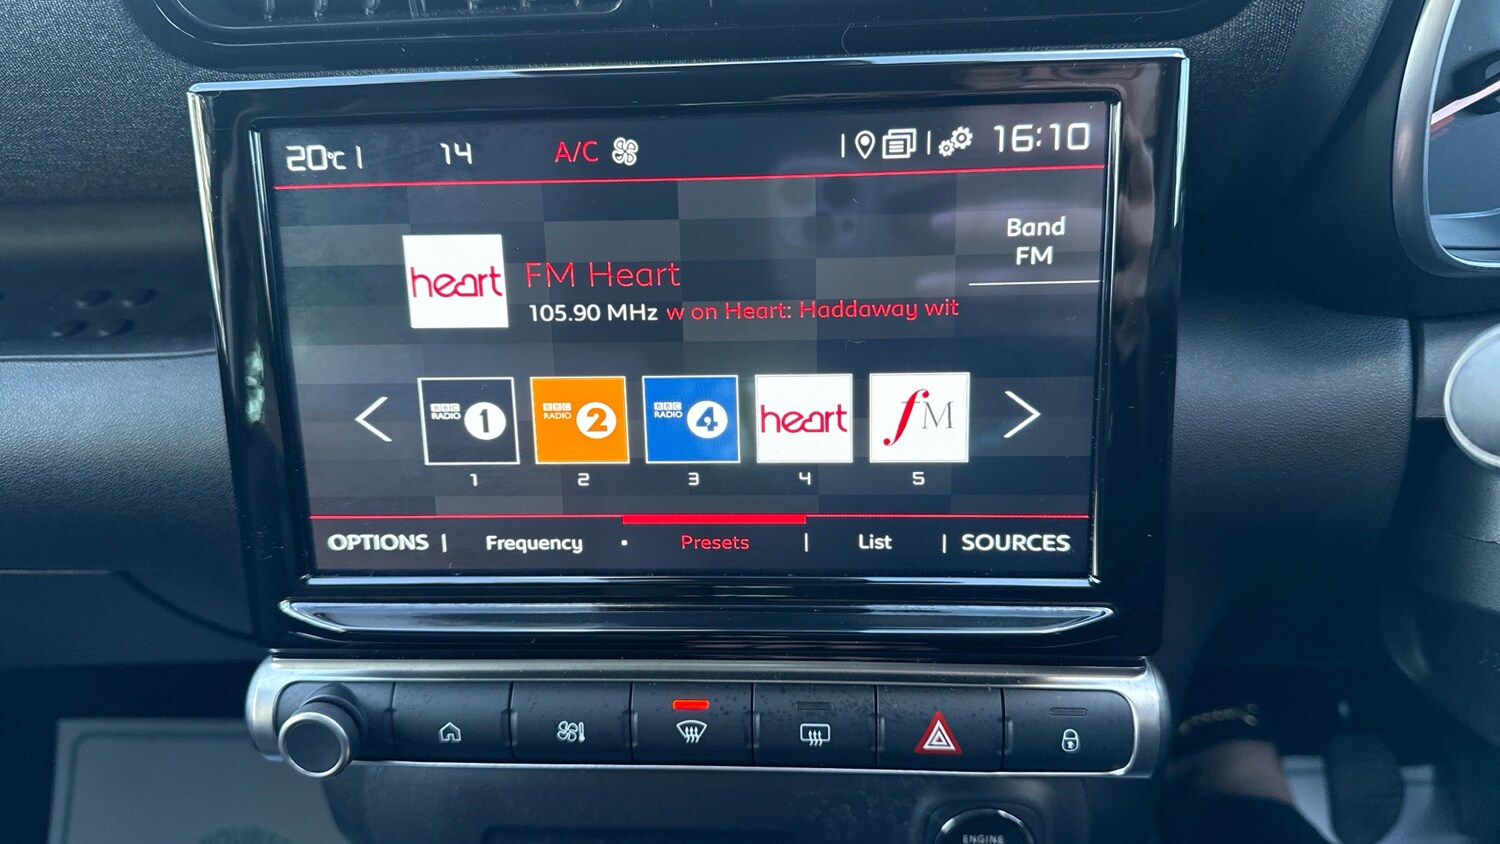 20°C 14 A/C 16:10
Band
FM
heart
FM Heart
105.90 MHz w on Heart: Haddaway wit
BBC RADIO 1
BBC RADIO 2
BBC RADIO 4
heart
fM
1 2 3 4 5
OPTIONS | Frequency • Presets | List | SOURCES
ENGINE